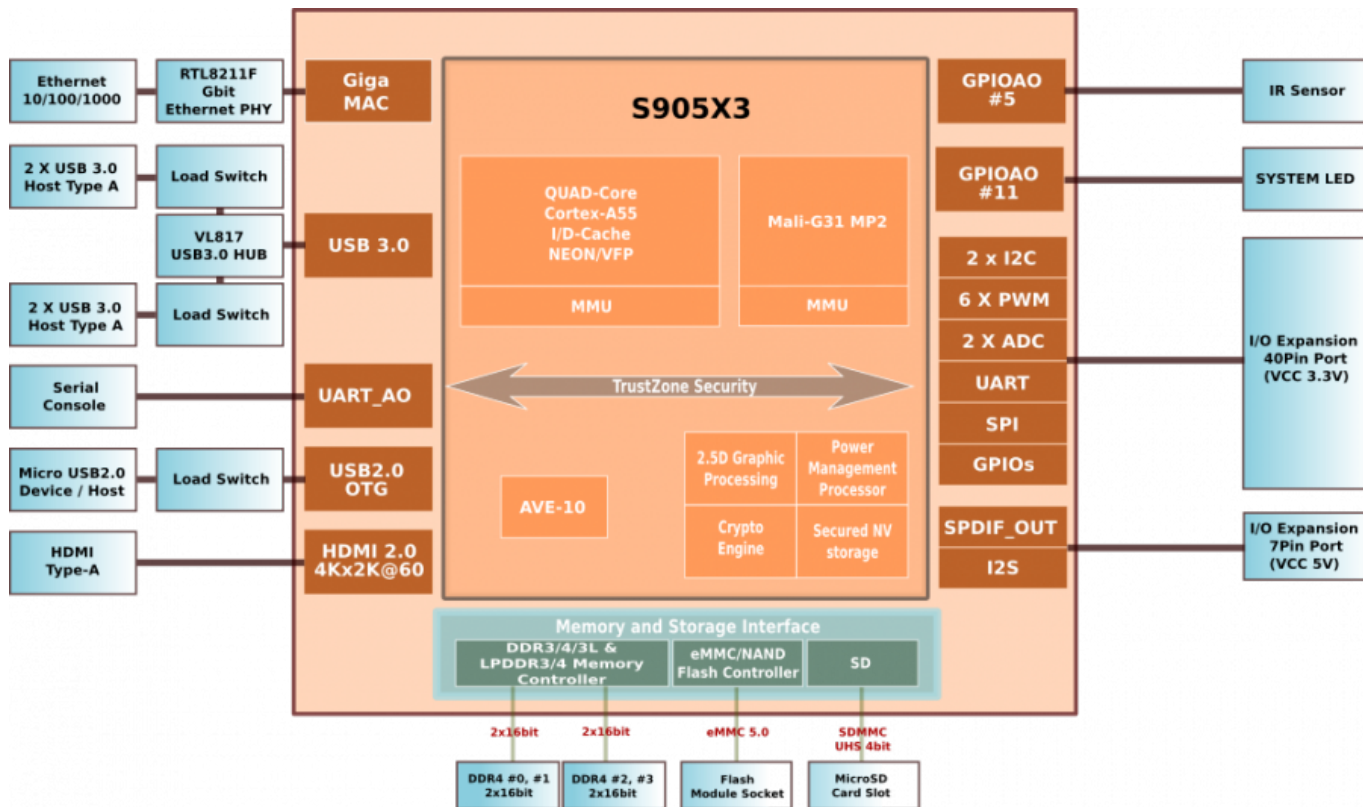 Ethernet
10/100/1000
RTL8211F
Gbit
Ethernet PHY
Giga
MAC
2 X USB 3.0
Host Type A
Load Switch
VL817
USB3.0 HUB
USB 3.0
2 X USB 3.0
Host Type A
Load Switch
Serial
Console
UART_AO
Micro USB2.0
Device / Host
Load Switch
USB2.0
OTG
HDMI
Type-A
HDMI 2.0
4Kx2K@60
S905X3
QUAD-Core
Cortex-A55
I/D-Cache
NEON/VFP
MMU
Mali-G31 MP2
MMU
TrustZone Security
AVE-10
2.5D Graphic
Processing
Power
Management
Processor
Crypto
Engine
Secured NV
storage
GPIOAO
#5
IR Sensor
GPIOAO
#11
SYSTEM LED
2 x I2C
6 X PWM
2 X ADC
UART
SPI
GPIOs
I/O Expansion
40Pin Port
(VCC 3.3V)
SPDIF_OUT
I2S
I/O Expansion
7Pin Port
(VCC 5V)
Memory and Storage Interface
DDR3/4/3L &
LPDDR3/4 Memory
Controller
eMMC/NAND
Flash Controller
SD
2x16bit
2x16bit
eMMC 5.0
SDMMC
UHS 4bit
DDR4 #0, #1
2x16bit
DDR4 #2, #3
2x16bit
Flash
Module Socket
MicroSD
Card Slot